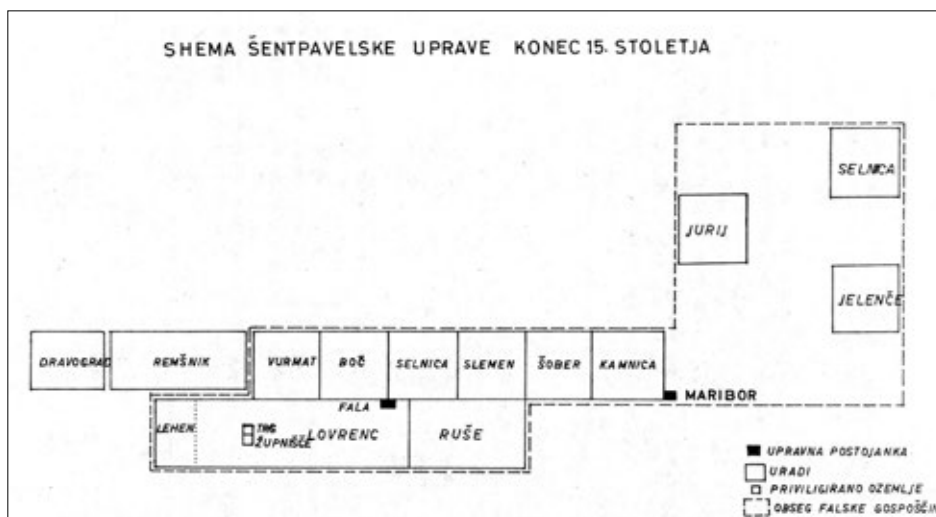 SHEMA ŠENTPAVELSKE UPRAVE KONEC 15. STOLETJA
SELNICA
JURIJ
JELENČE
DRAVOGRAD
REMŠNIK
VURMAT
BOČ
SELNICA
SLEMEN
ŠOBER
KAMNICA
MARIBOR
FALA
LEHEN
TRG
ŽUPNIŠČE
LOVRENC
RUŠE
UPRAVNA POSTOJANKA
URADI
PRIVILIGIRANO OZEMLJE
OBSEG FALSKE GOSPOŠČIN